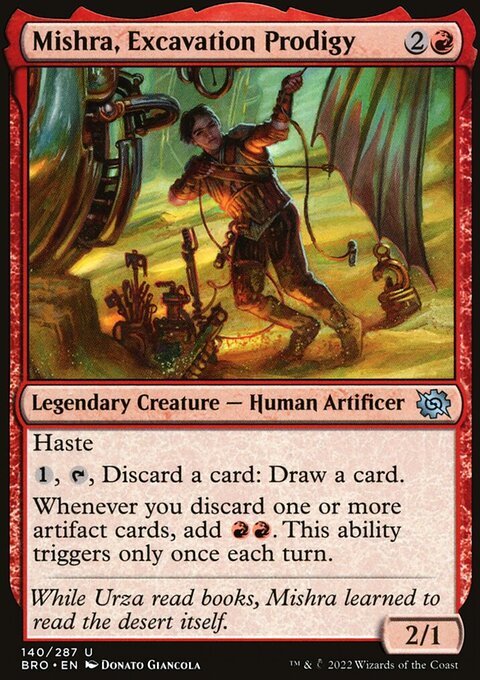 Mishra, Excavation Prodigy 2
Legendary Creature — Human Artificer
Haste
1, Discard a card: Draw a card.
Whenever you discard one or more
artifact cards, add . This ability
triggers only once each turn.
While Urza read books, Mishra learned to
read the desert itself.
2/1
140/287 U
BRO • EN Donato Giancola
™ & © 2022 Wizards of the Coast